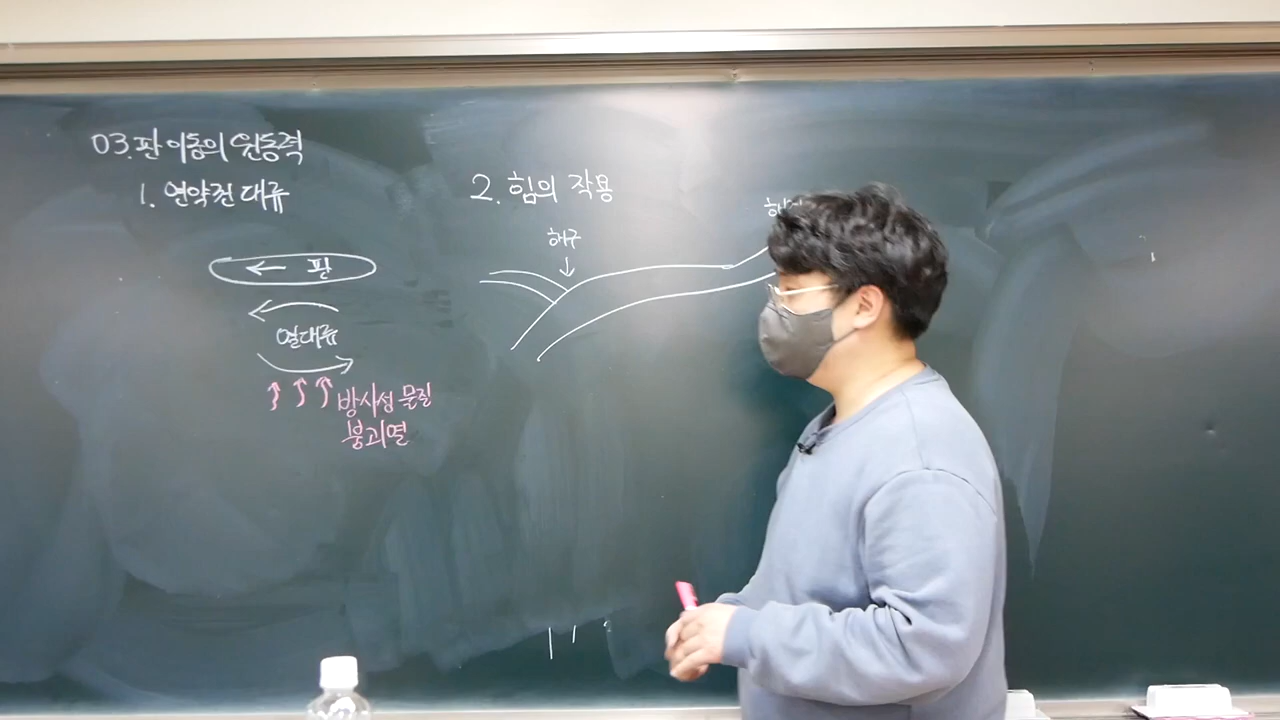 03. 판 이동의 원동력
1. 연약권 대류
← 판
열대류
방사성 물질
붕괴열
2. 힘의 작용
해구